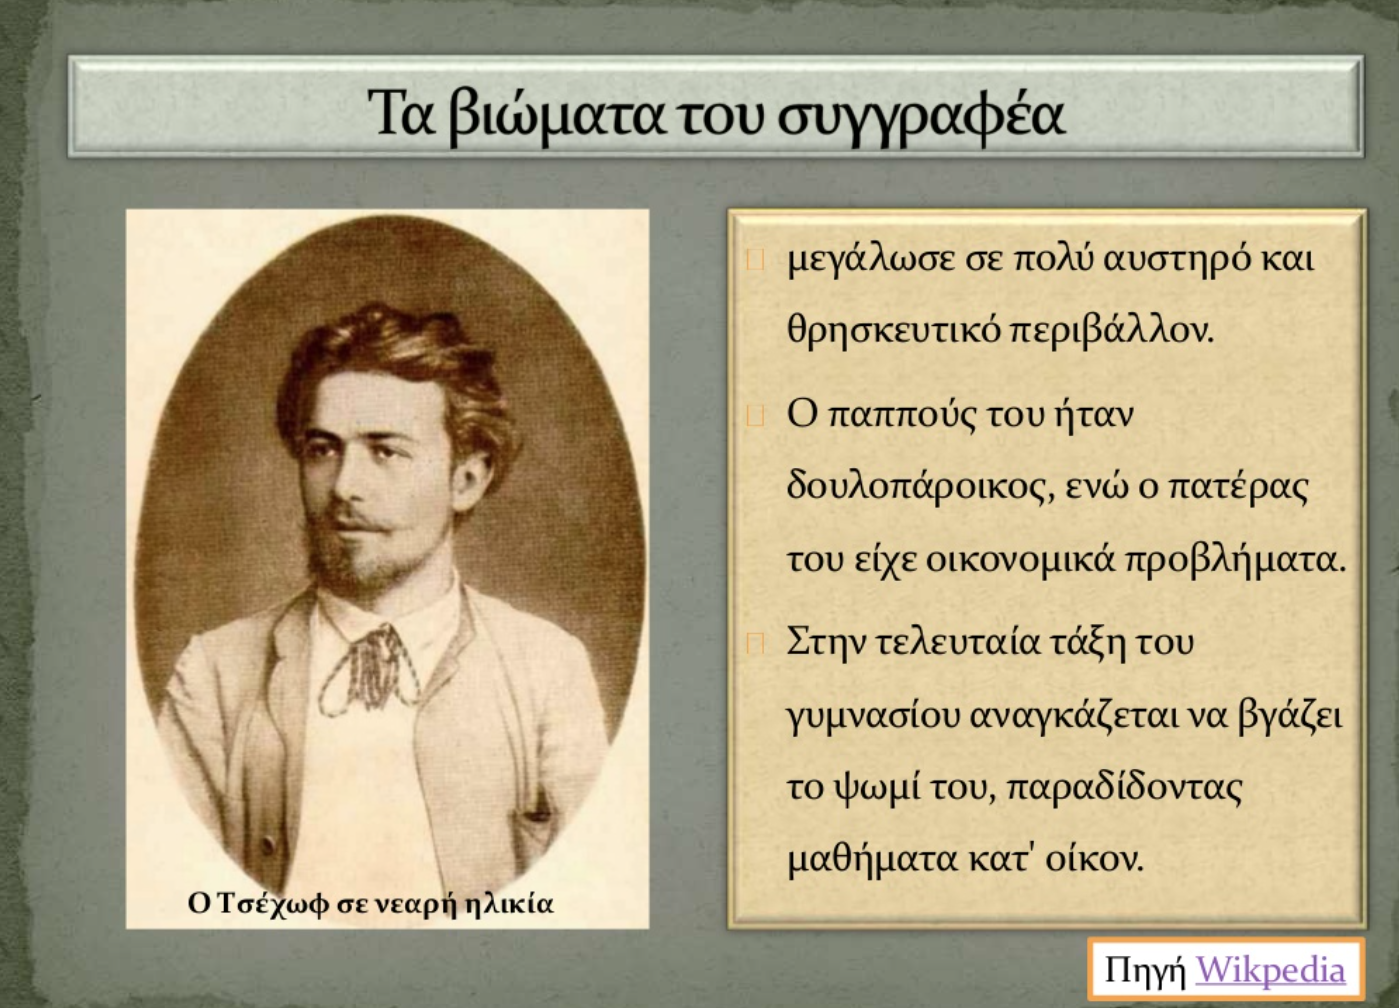 Τα βιώματα του συγγραφέα
μεγάλωσε σε πολύ αυστηρό και
θρησκευτικό περιβάλλον.
Ο παππούς του ήταν
δουλοπάροικος, ενώ ο πατέρας
του είχε οικονομικά προβλήματα.
Στην τελευταία τάξη του
γυμνασίου αναγκάζεται να βγάζει
το ψωμί του, παραδίδοντας
μαθήματα κατ' οίκον.
Ο Τσέχωφ σε νεαρή ηλικία
Πηγή Wikpedia